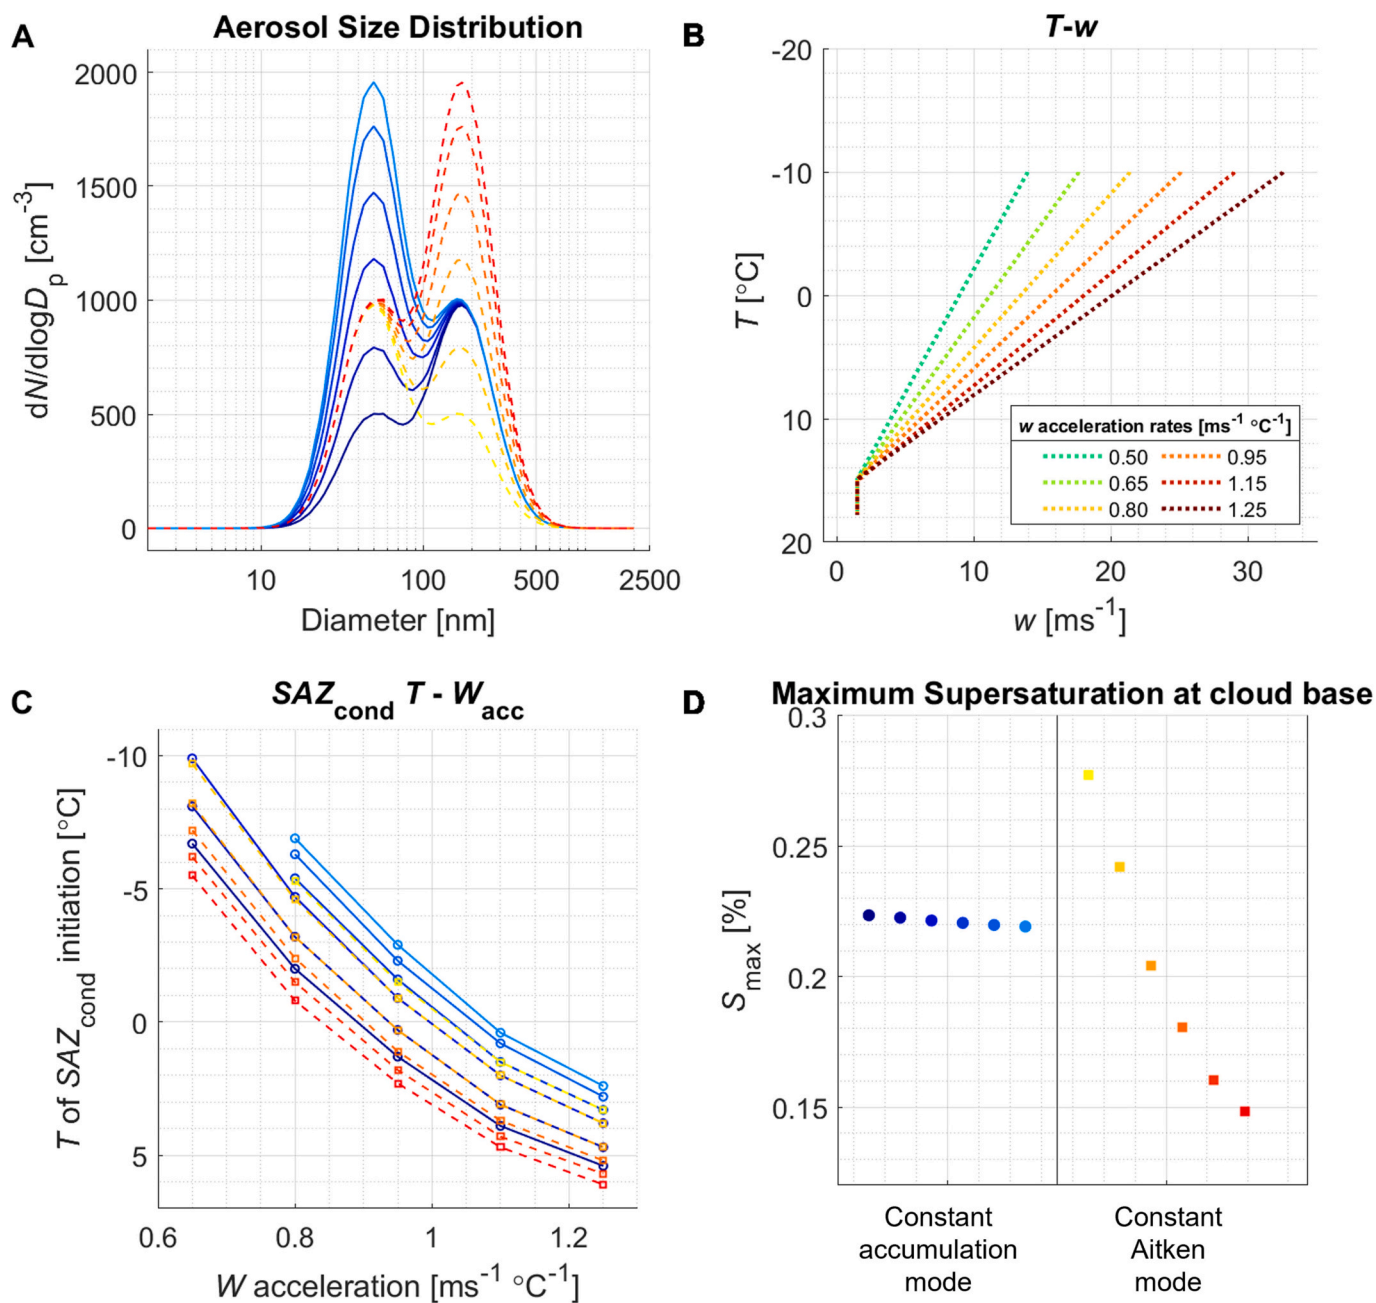 A
Aerosol Size Distribution
2000
1500
1000
500
0
dN/dlogDp [cm-3]
10
100
500
2500
Diameter [nm]
B
T-w
-20
-10
0
10
20
T [°C]
w acceleration rates [ms-1 °C-1]
0.50
0.95
0.65
1.15
0.80
1.25
0
10
20
30
w [ms-1]
C
SAZcond T - Wacc
-10
-5
0
5
T of SAZcond initiation [°C]
0.6
0.8
1
1.2
W acceleration [ms-1 °C-1]
D
Maximum Supersaturation at cloud base
0.3
0.25
0.2
0.15
Smax [%]
Constant
accumulation
mode
Constant
Aitken
mode